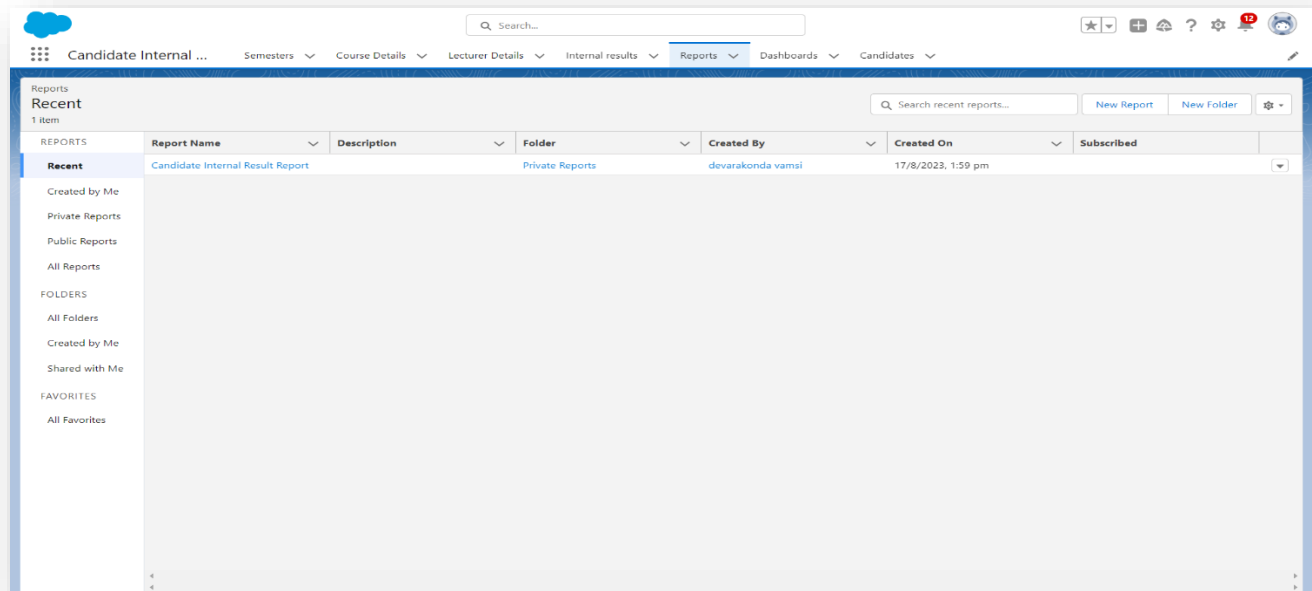 Search...
12
Candidate Internal ... Semesters Course Details Lecturer Details Internal results Reports Dashboards Candidates
Reports
Recent
1 item
Search recent reports... New Report New Folder
REPORTS Report Name Description Folder Created By Created On Subscribed
Recent Candidate Internal Result Report Private Reports devarakonda vamsi 17/8/2023, 1:59 pm
Created by Me
Private Reports
Public Reports
All Reports
FOLDERS
All Folders
Created by Me
Shared with Me
FAVORITES
All Favorites